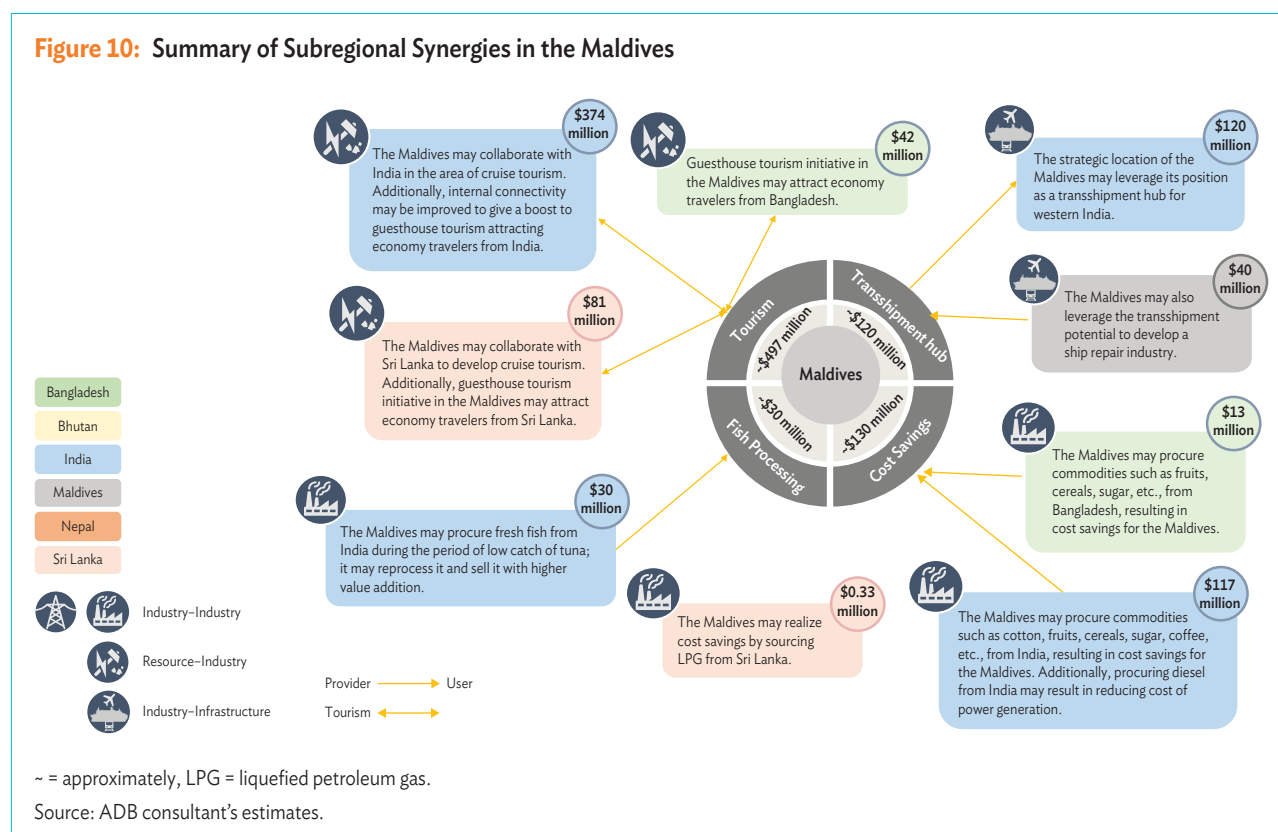 Figure 10: Summary of Subregional Synergies in the Maldives
$374
million
The Maldives may collaborate with
India in the area of cruise tourism.
Additionally, internal connectivity
may be improved to give a boost to
guesthouse tourism attracting
economy travelers from India.
$42
million
Guesthouse tourism initiative in
the Maldives may attract economy
travelers from Bangladesh.
$120
million
The strategic location of the
Maldives may leverage its position
as a transshipment hub for
western India.
$81
million
The Maldives may collaborate with
Sri Lanka to develop cruise tourism.
Additionally, guesthouse tourism
initiative in the Maldives may attract
economy travelers from Sri Lanka.
$40
million
The Maldives may also
leverage the transshipment
potential to develop a
ship repair industry.
Tourism
Transshipment hub
~$497 million
~$120 million
Maldives
~$30 million
~$130 million
Fish Processing
Cost Savings
Bangladesh
Bhutan
India
Maldives
Nepal
Sri Lanka
$13
million
The Maldives may procure
commodities such as fruits,
cereals, sugar, etc., from
Bangladesh, resulting in
cost savings for the Maldives.
$30
million
The Maldives may procure fresh fish from
India during the period of low catch of tuna;
it may reprocess it and sell it with higher
value addition.
$0.33
million
The Maldives may realize
cost savings by sourcing
LPG from Sri Lanka.
$117
million
The Maldives may procure commodities
such as cotton, fruits, cereals, sugar, coffee,
etc., from India, resulting in cost savings for
the Maldives. Additionally, procuring diesel
from India may result in reducing cost of
power generation.
Industry–Industry
Resource–Industry
Industry–Infrastructure
Provider User
Tourism
~ = approximately, LPG = liquefied petroleum gas.
Source: ADB consultant's estimates.